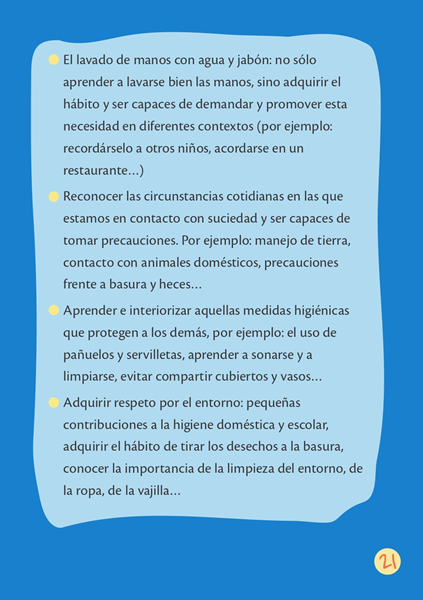 El lavado de manos con agua y jabón: no sólo
aprender a lavarse bien las manos, sino adquirir el
hábito y ser capaces de demandar y promover esta
necesidad en diferentes contextos (por ejemplo:
recordárselo a otros niños, acordarse en un
restaurante...)
Reconocer las circunstancias cotidianas en las que
estamos en contacto con suciedad y ser capaces de
tomar precauciones. Por ejemplo: manejo de tierra,
contacto con animales domésticos, precauciones
frente a basura y heces...
Aprender e interiorizar aquellas medidas higiénicas
que protegen a los demás, por ejemplo: el uso de
pañuelos y servilletas, aprender a sonarse y a
limpiarse, evitar compartir cubiertos y vasos...
Adquirir respeto por el entorno: pequeñas
contribuciones a la higiene doméstica y escolar,
adquirir el hábito de tirar los desechos a la basura,
conocer la importancia de la limpieza del entorno, de
la ropa, de la vajilla...
21